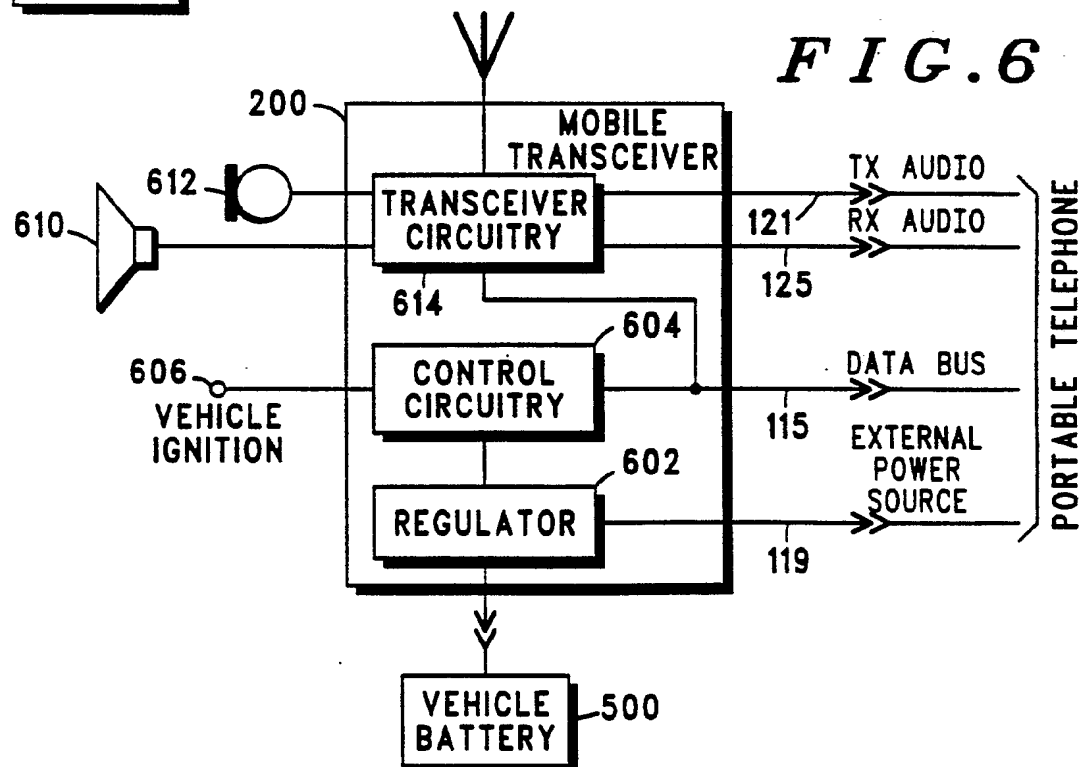 FIG.6
200
MOBILE
TRANSCEIVER
612
610
TRANSCEIVER
CIRCUITRY
614
TX AUDIO
121
RX AUDIO
125
604
606
VEHICLE
IGNITION
CONTROL
CIRCUITRY
DATA BUS
115
602
REGULATOR
EXTERNAL
POWER
SOURCE
119
PORTABLE TELEPHONE
VEHICLE
BATTERY
500